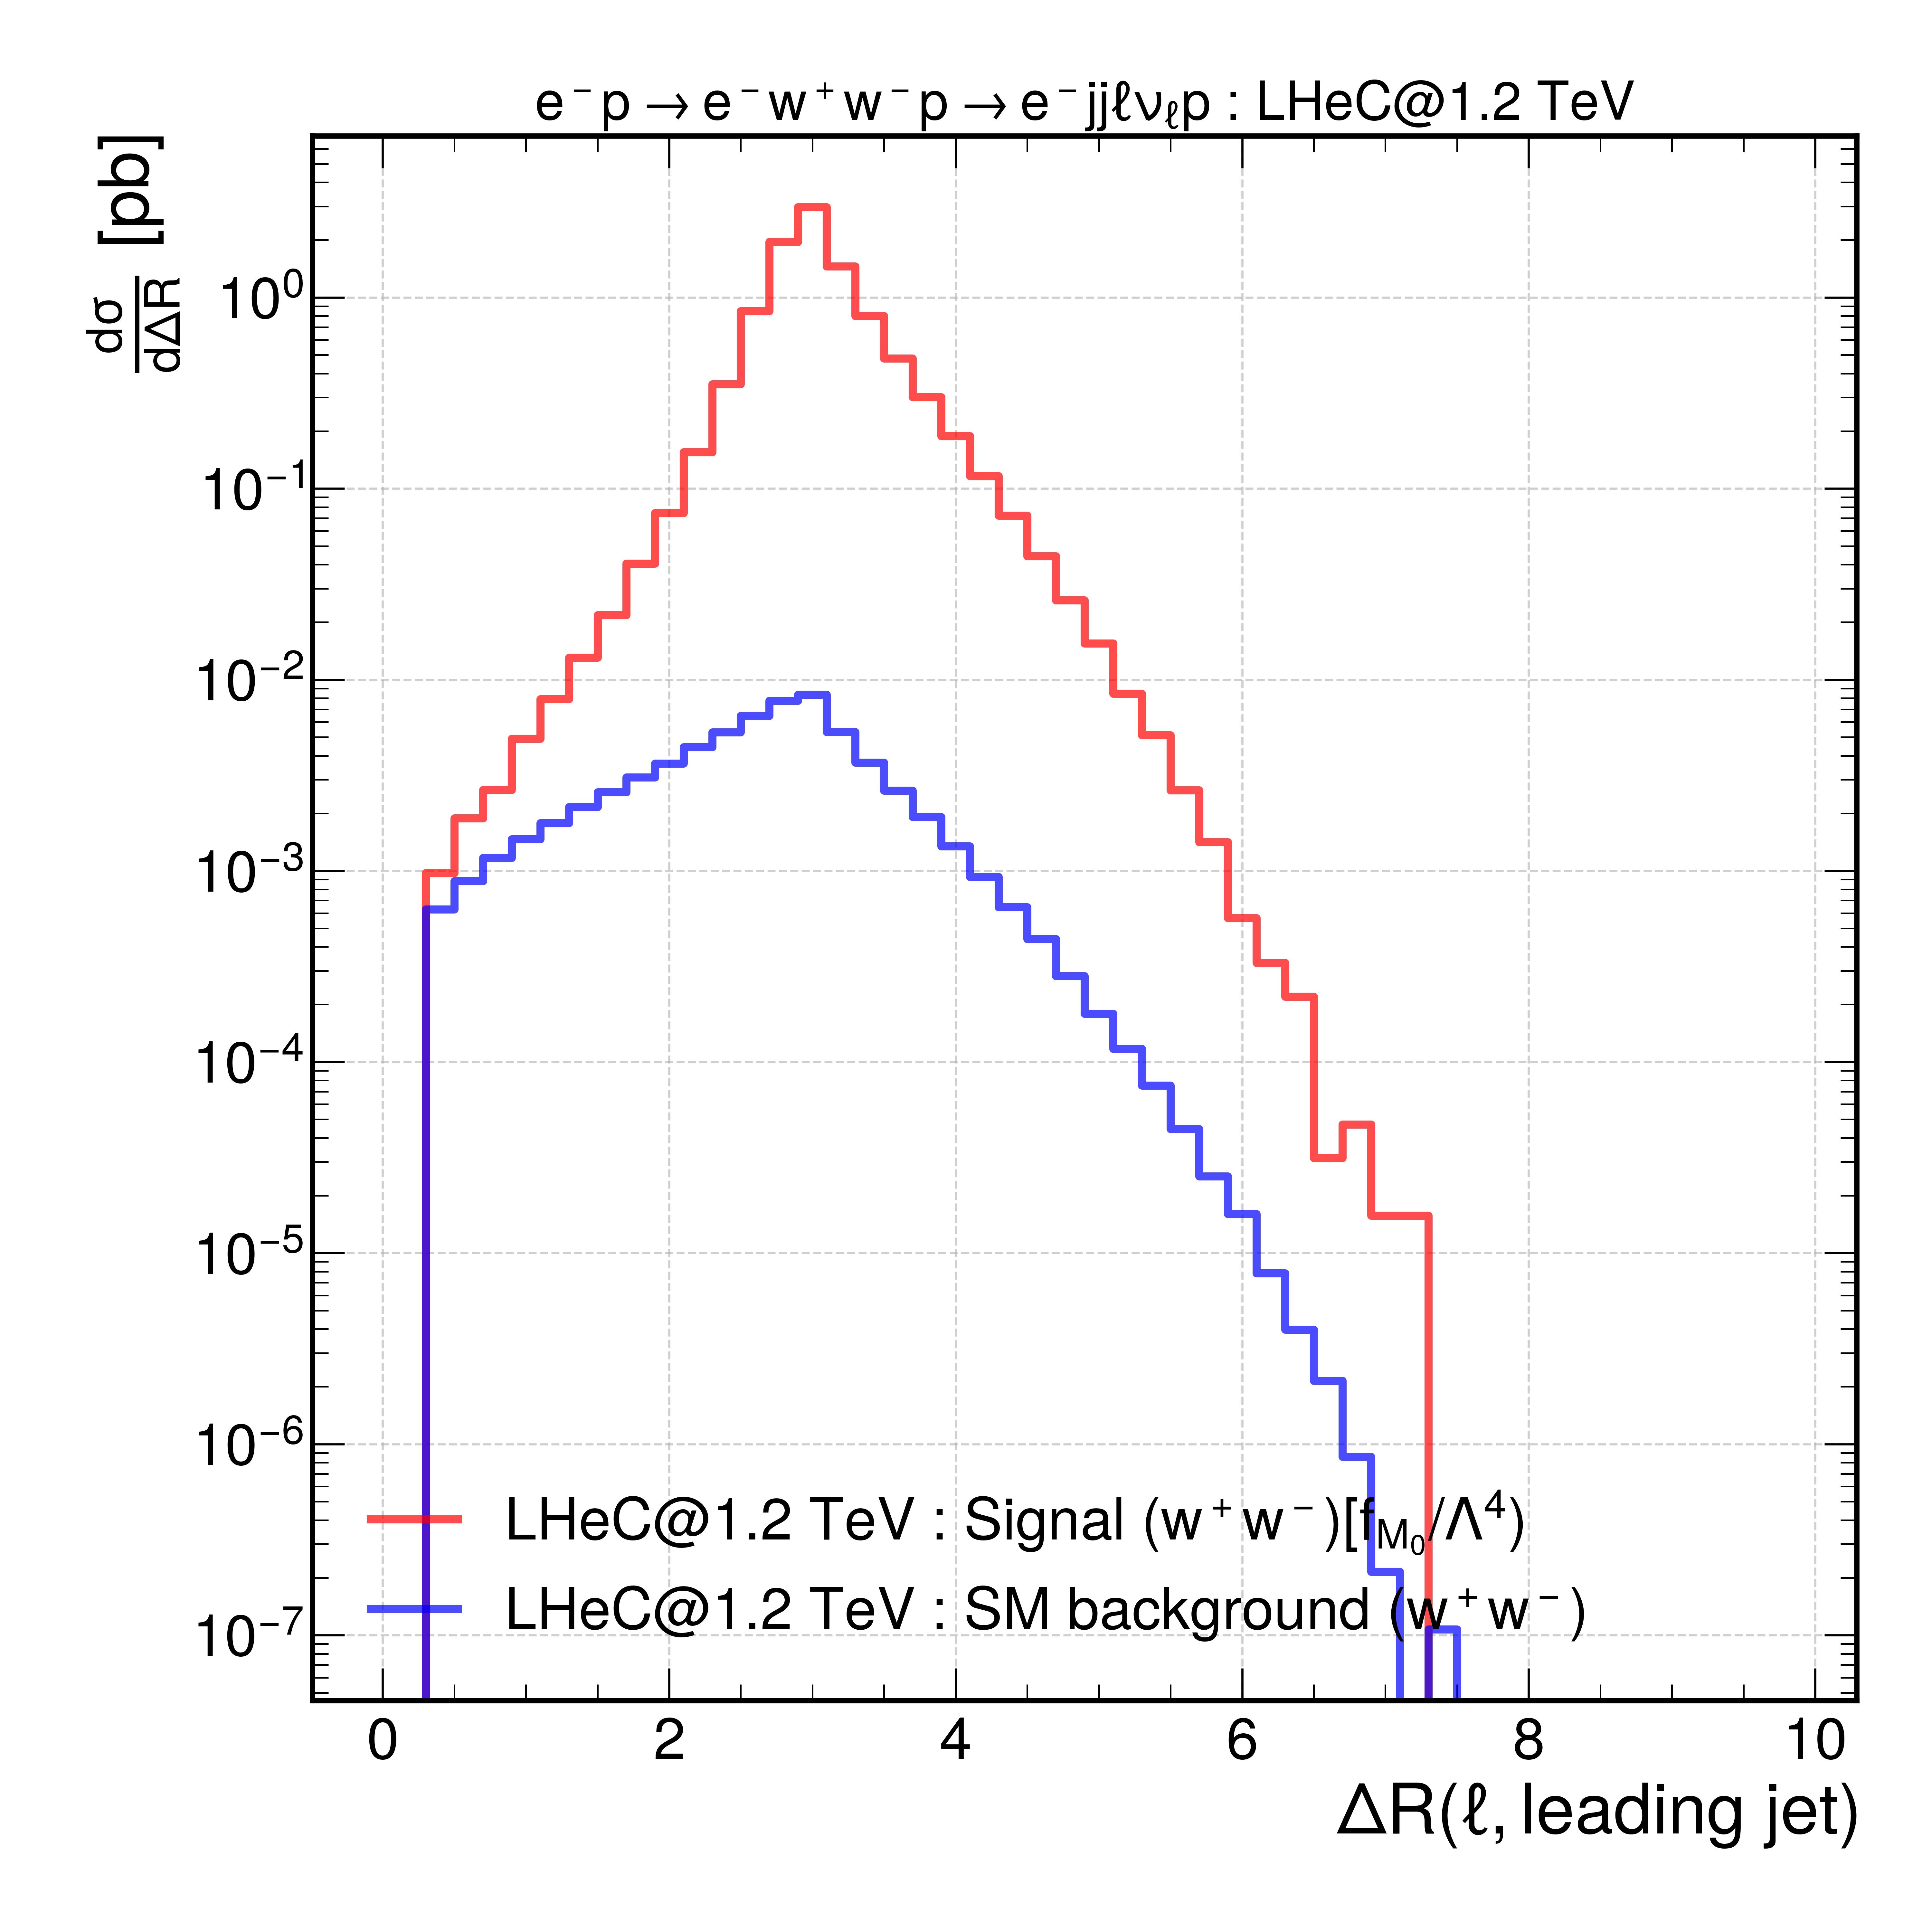 e⁻p → e⁻w⁺w⁻p → e⁻jjℓν_ℓp : LHeC@1.2 TeV
dσ/dΔR [pb]
10⁰
10⁻¹
10⁻²
10⁻³
10⁻⁴
10⁻⁵
10⁻⁶
10⁻⁷
LHeC@1.2 TeV : Signal (w⁺w⁻)[f_M₀/Λ⁴)
LHeC@1.2 TeV : SM background (w⁺w⁻)
0 2 4 6 8 10
ΔR(ℓ, leading jet)